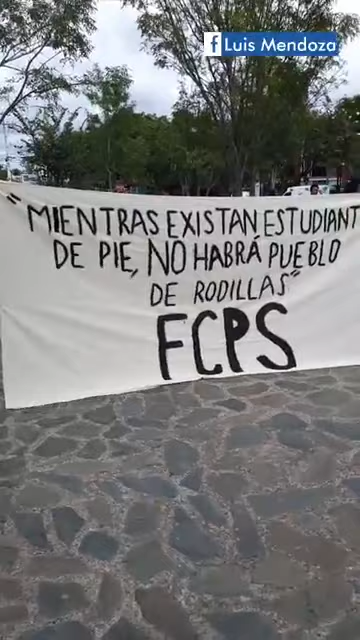 f Luis Mendoza
"MIENTRAS EXISTAN ESTUDIANT
DE PIE, NO HABRÁ PUEBLO
DE RODILLAS"
FCPS